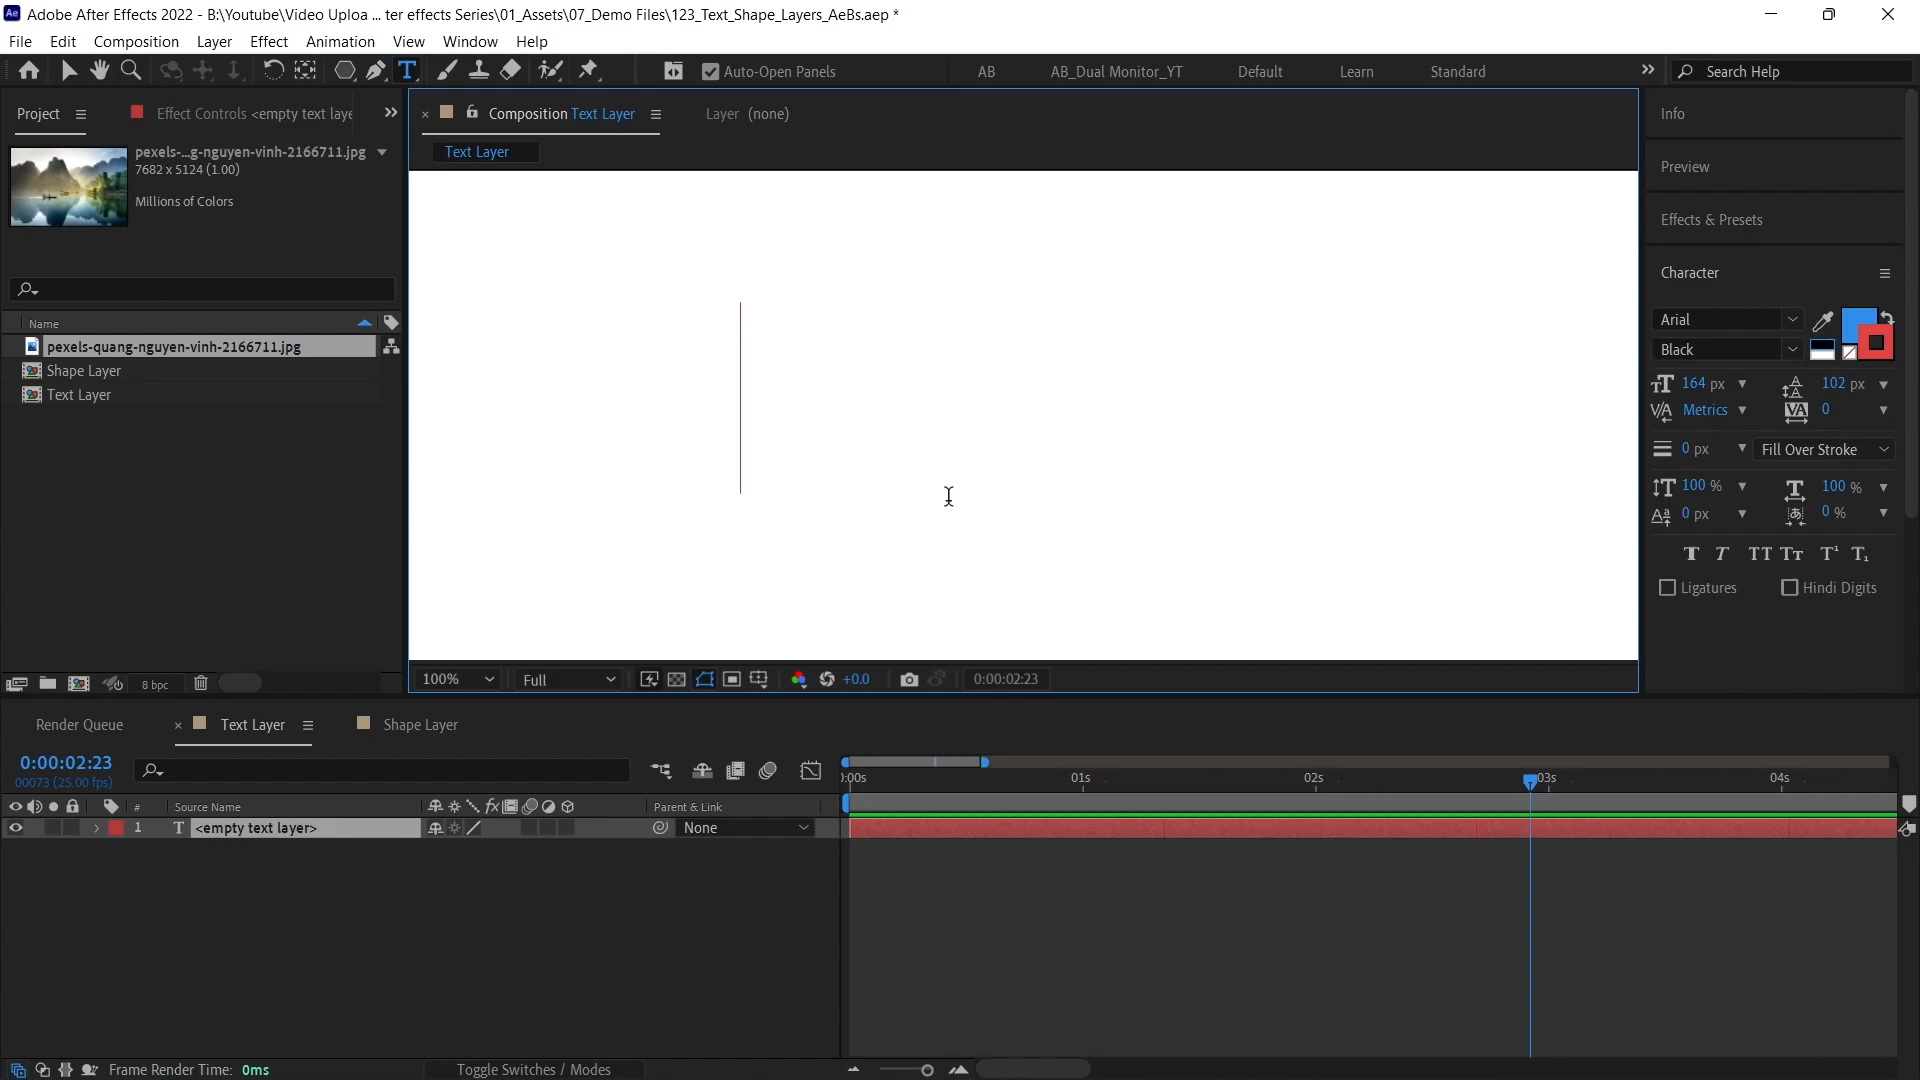 Adobe After Effects 2022 - B:\Youtube\Video Uploa ... ter effects Series\01_Assets\07_Demo Files\123_Text_Shape_Layers_AeBs.aep *
File Edit Composition Layer Effect Animation View Window Help
Auto-Open Panels AB AB_Dual Monitor_YT Default Learn Standard Search Help
Project Effect Controls <empty text laye
Composition Text Layer Layer (none)
Text Layer
pexels-...g-nguyen-vinh-2166711.jpg
7682 x 5124 (1.00)
Millions of Colors
Name
pexels-quang-nguyen-vinh-2166711.jpg
Shape Layer
Text Layer
8 bpc
100% Full +0.0 0:00:02:23
Info
Preview
Effects & Presets
Character
Arial
Black
164 px 102 px
Metrics 0
0 px Fill Over Stroke
100 % 100 %
0 px 0 %
T T TT Tт T¹ T₁
Ligatures Hindi Digits
Render Queue Text Layer Shape Layer
0:00:02:23
00073 (25.00 fps)
):00s 01s 02s 03s 04s
# Source Name Parent & Link
1 T <empty text layer> None
Frame Render Time: 0ms Toggle Switches / Modes